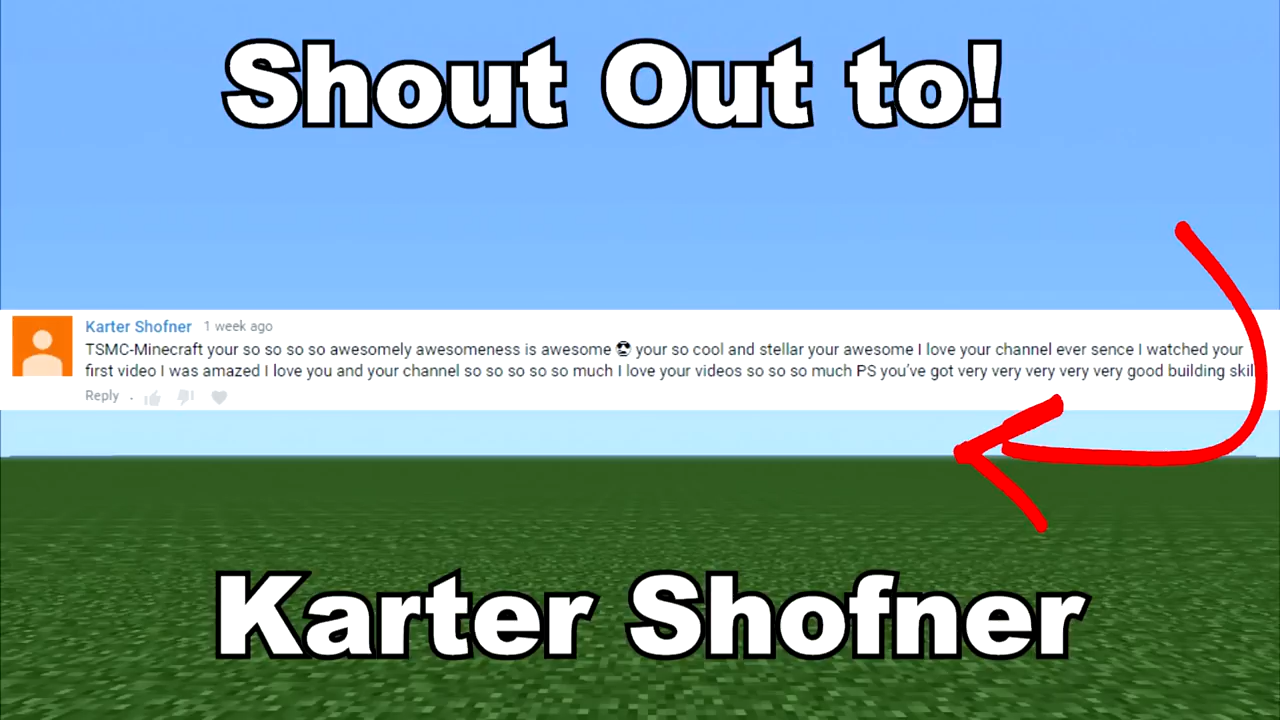 Shout Out to!
Karter Shofner 1 week ago
TSMC-Minecraft your so so so so awesomely awesomeness is awesome 😎 your so cool and stellar your awesome I love your channel ever sence I watched your
first video I was amazed I love you and your channel so so so so so much I love your videos so so so much PS you've got very very very very very good building skil
Reply .
Karter Shofner